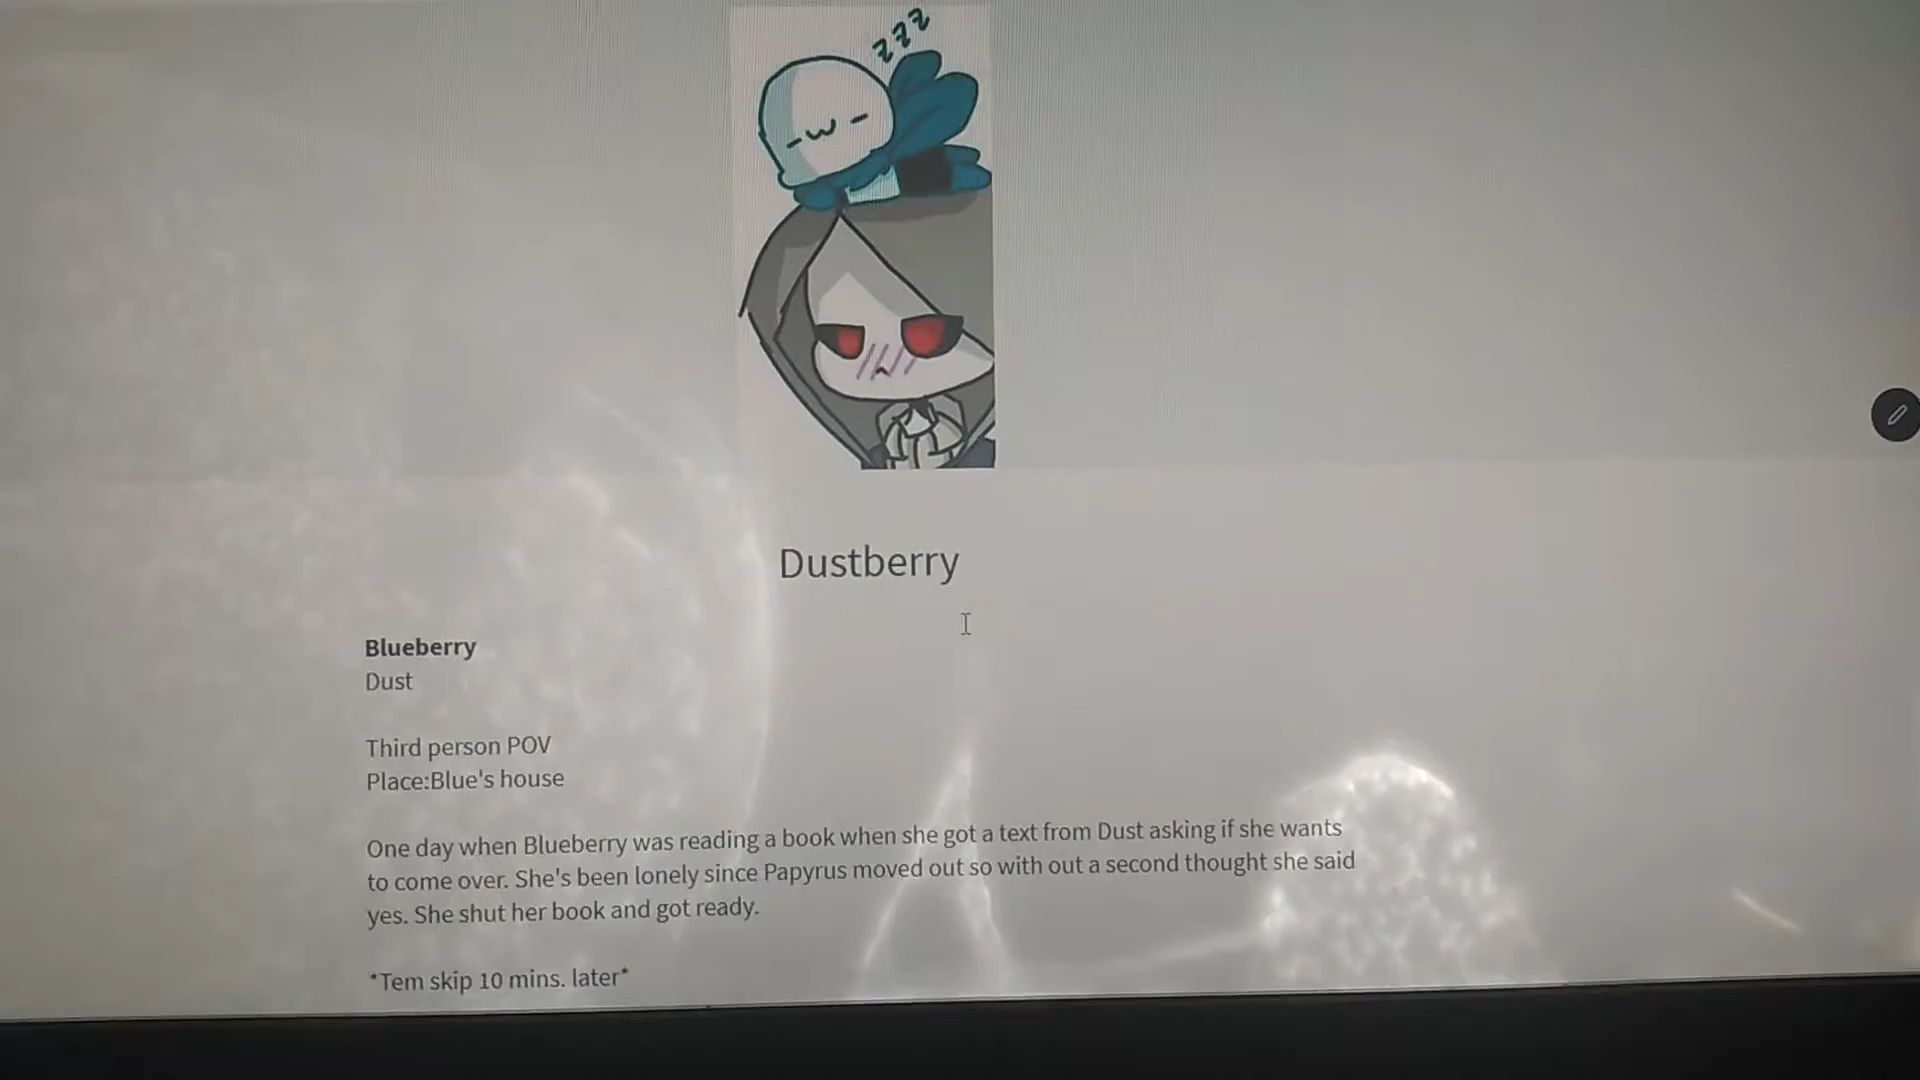 zzz
Dustberry
Blueberry
Dust
Third person POV
Place:Blue's house
One day when Blueberry was reading a book when she got a text from Dust asking if she wants
to come over. She's been lonely since Papyrus moved out so with out a second thought she said
yes. She shut her book and got ready.
*Tem skip 10 mins. later*